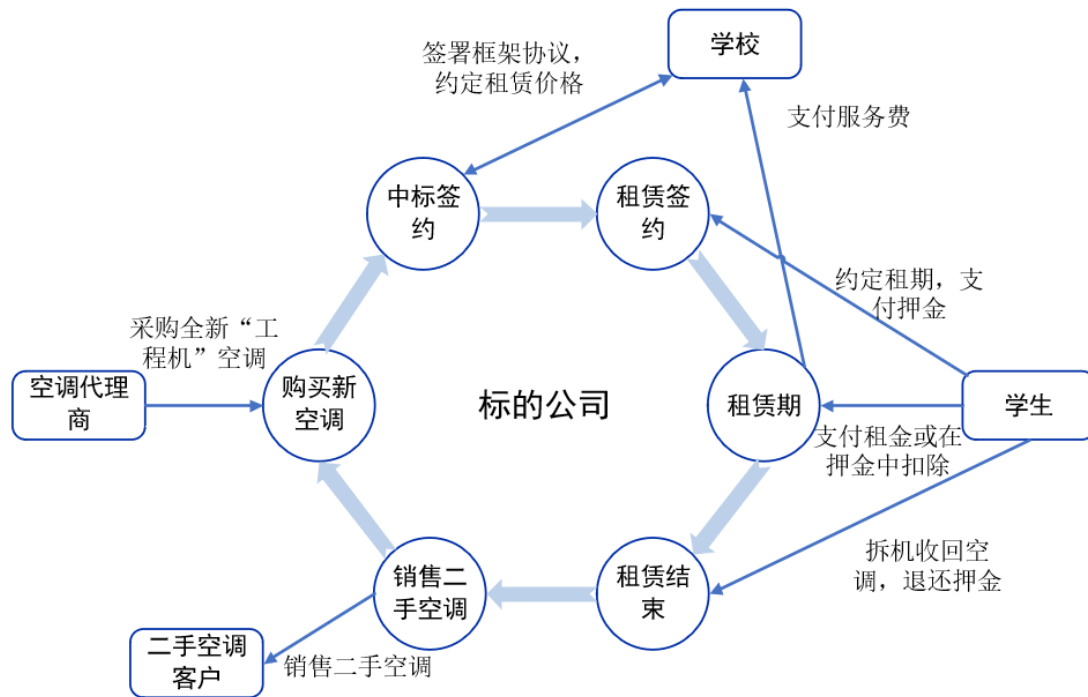 学校
签署框架协议，
约定租赁价格
支付服务费
中标签
约
租赁签
约
约定租期，支
付押金
采购全新“工
程机”空调
空调代理
商
购买新
空调
标的公司
租赁期
学生
支付租金或在
押金中扣除
拆机收回空
调，退还押金
销售二
手空调
租赁结
束
二手空调
客户
销售二手空调